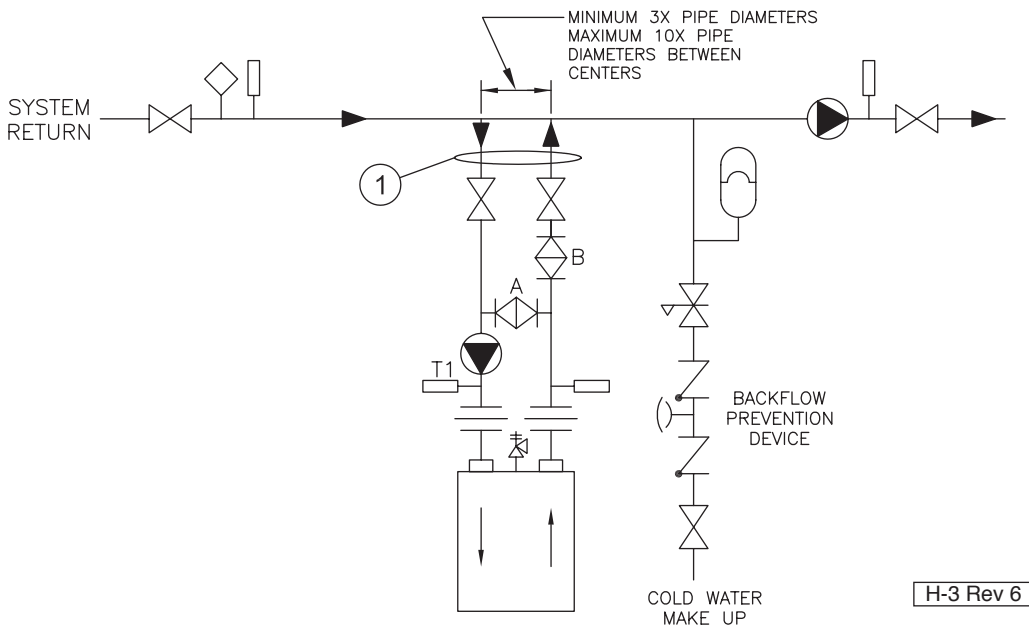 MINIMUM 3X PIPE DIAMETERS
MAXIMUM 10X PIPE
DIAMETERS BETWEEN
CENTERS
SYSTEM
RETURN
1
B
A
T1
BACKFLOW
PREVENTION
DEVICE
COLD WATER
MAKE UP
H-3 Rev 6